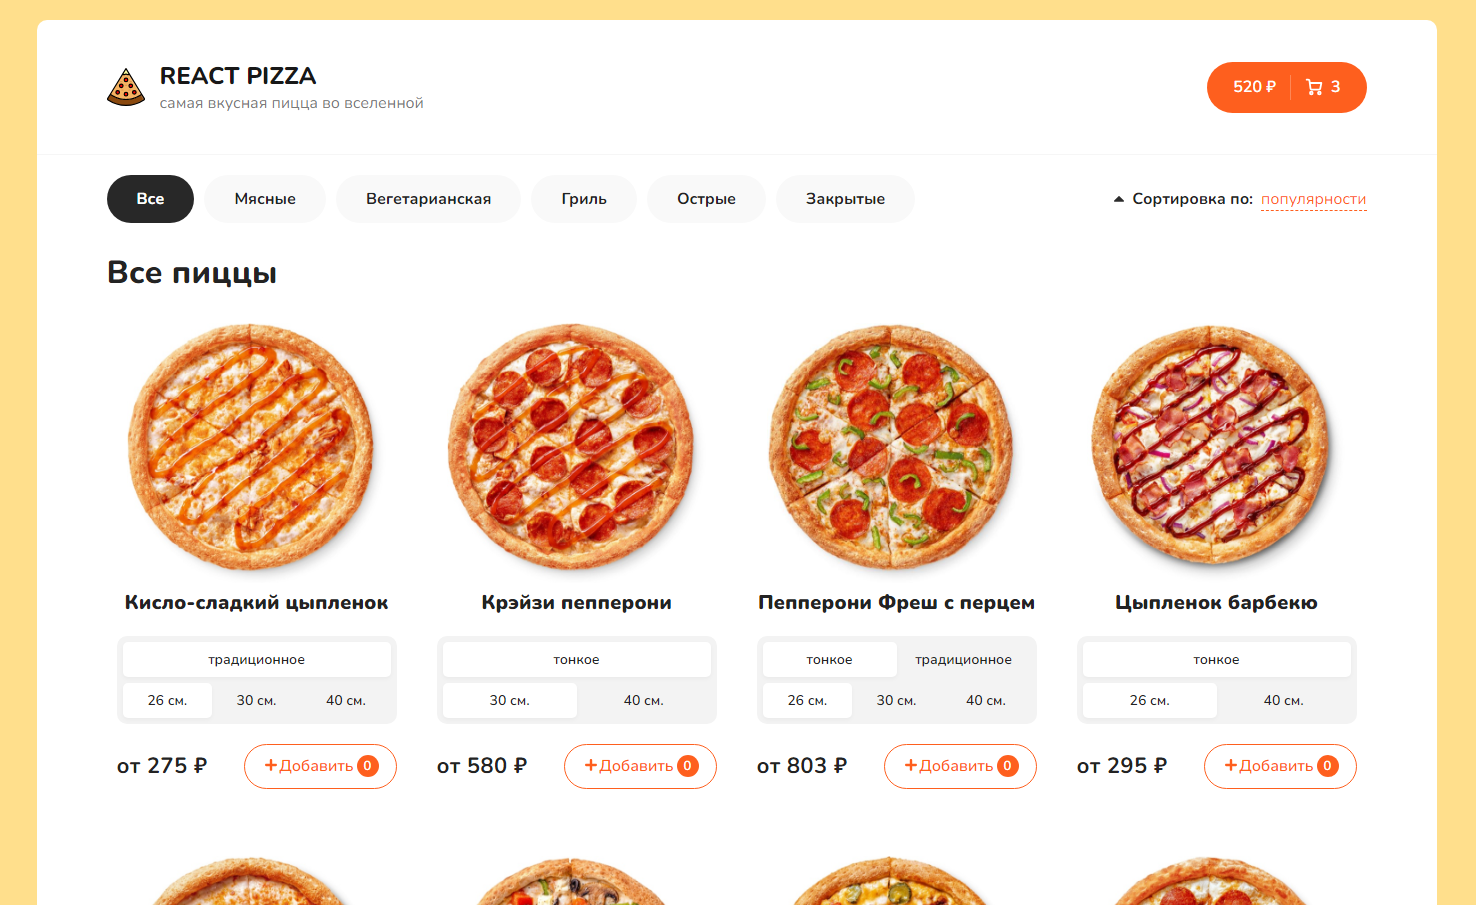 REACT PIZZA
самая вкусная пицца во вселенной
520 ₽ 3
Все Мясные Вегетарианская Гриль Острые Закрытые
Сортировка по: популярности
Все пиццы
Кисло-сладкий цыпленок
традиционное
26 см. 30 см. 40 см.
от 275 ₽ +Добавить 0
Крэйзи пепперони
тонкое
30 см. 40 см.
от 580 ₽ +Добавить 0
Пепперони Фреш с перцем
тонкое традиционное
26 см. 30 см. 40 см.
от 803 ₽ +Добавить 0
Цыпленок барбекю
тонкое
26 см. 40 см.
от 295 ₽ +Добавить 0